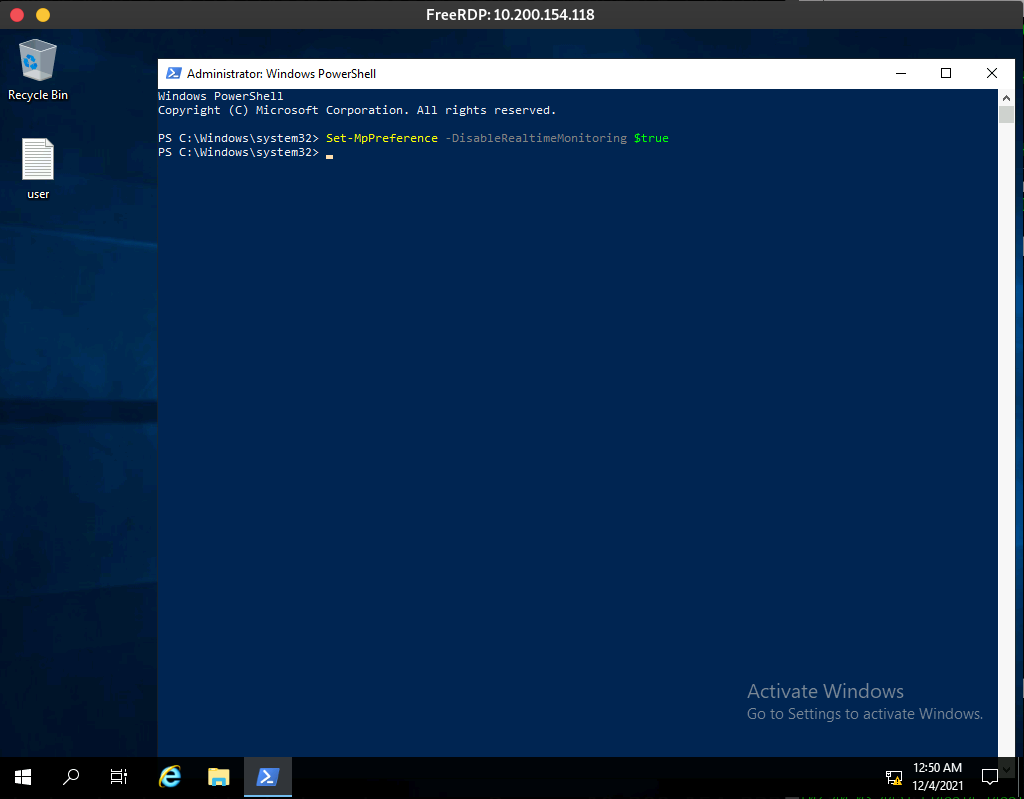 FreeRDP: 10.200.154.118
Recycle Bin
user
Administrator: Windows PowerShell
Windows PowerShell
Copyright (C) Microsoft Corporation. All rights reserved.
PS C:\Windows\system32> Set-MpPreference -DisableRealtimeMonitoring $true
PS C:\Windows\system32>
Activate Windows
Go to Settings to activate Windows.
12:50 AM
12/4/2021